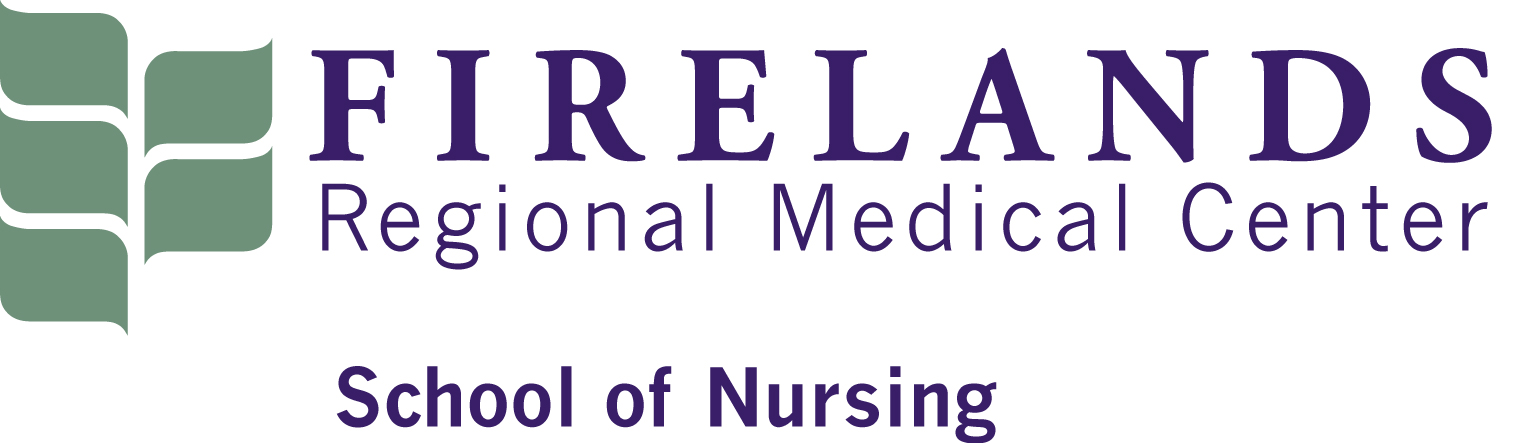 FIRELANDS
Regional Medical Center
School of Nursing